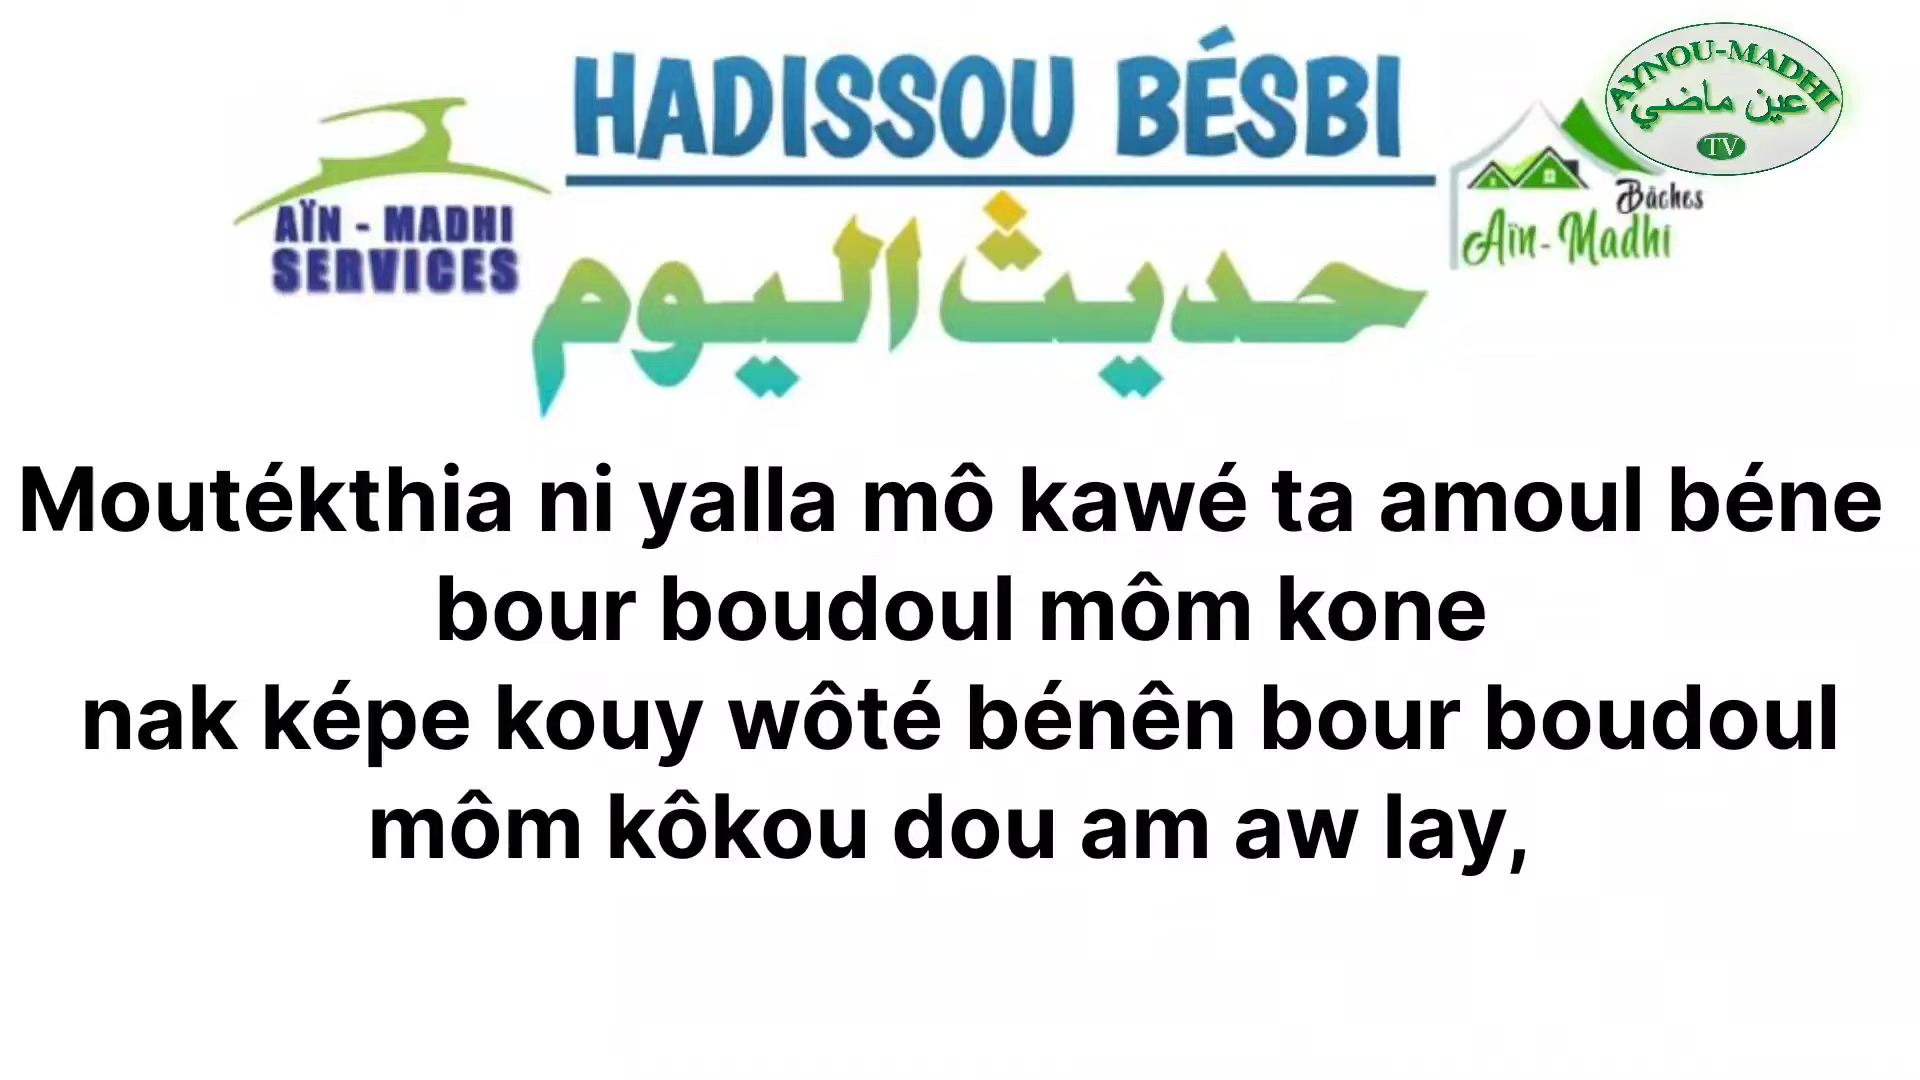 HADISSOU BÉSBI
AYNOU-MADHI
عين ماضي
TV
AÏN - MADHI
SERVICES
Bâches
Aïn-Madhi
حديث اليوم
Moutékthia ni yalla mô kawé ta amoul béne
bour boudoul môm kone
nak képe kouy wôté bénên bour boudoul
môm kôkou dou am aw lay,